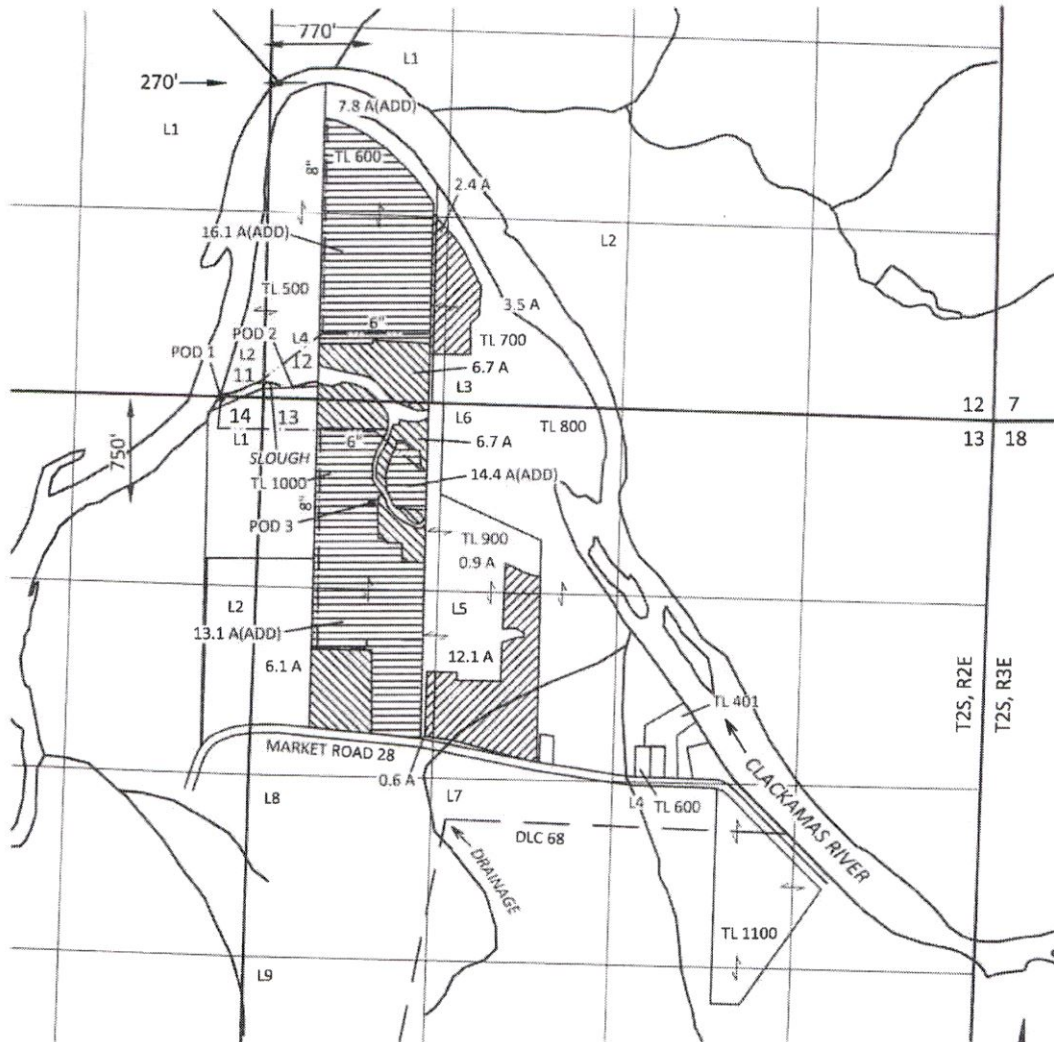 770'
L1
270'
7.8 A(ADD)
L1
TL 600
8"
2.4 A
16.1 A(ADD)
L2
TL 500
3.5 A
6"
TL 700
POD 2
L4
POD 1
L2
12
11
6.7 A
L3
12 7
14 13
L6
13 18
L1
TL 800
6"
6.7 A
750'
SLOUGH
TL 1000
14.4 A(ADD)
8"
POD 3
TL 900
0.9 A
L2
L5
13.1 A(ADD)
6.1 A
12.1 A
T2S, R2E
T2S, R3E
TL 401
MARKET ROAD 28
0.6 A
CLACKAMAS RIVER
L8
L7
L4
TL 600
DLC 68
DRAINAGE
TL 1100
L9